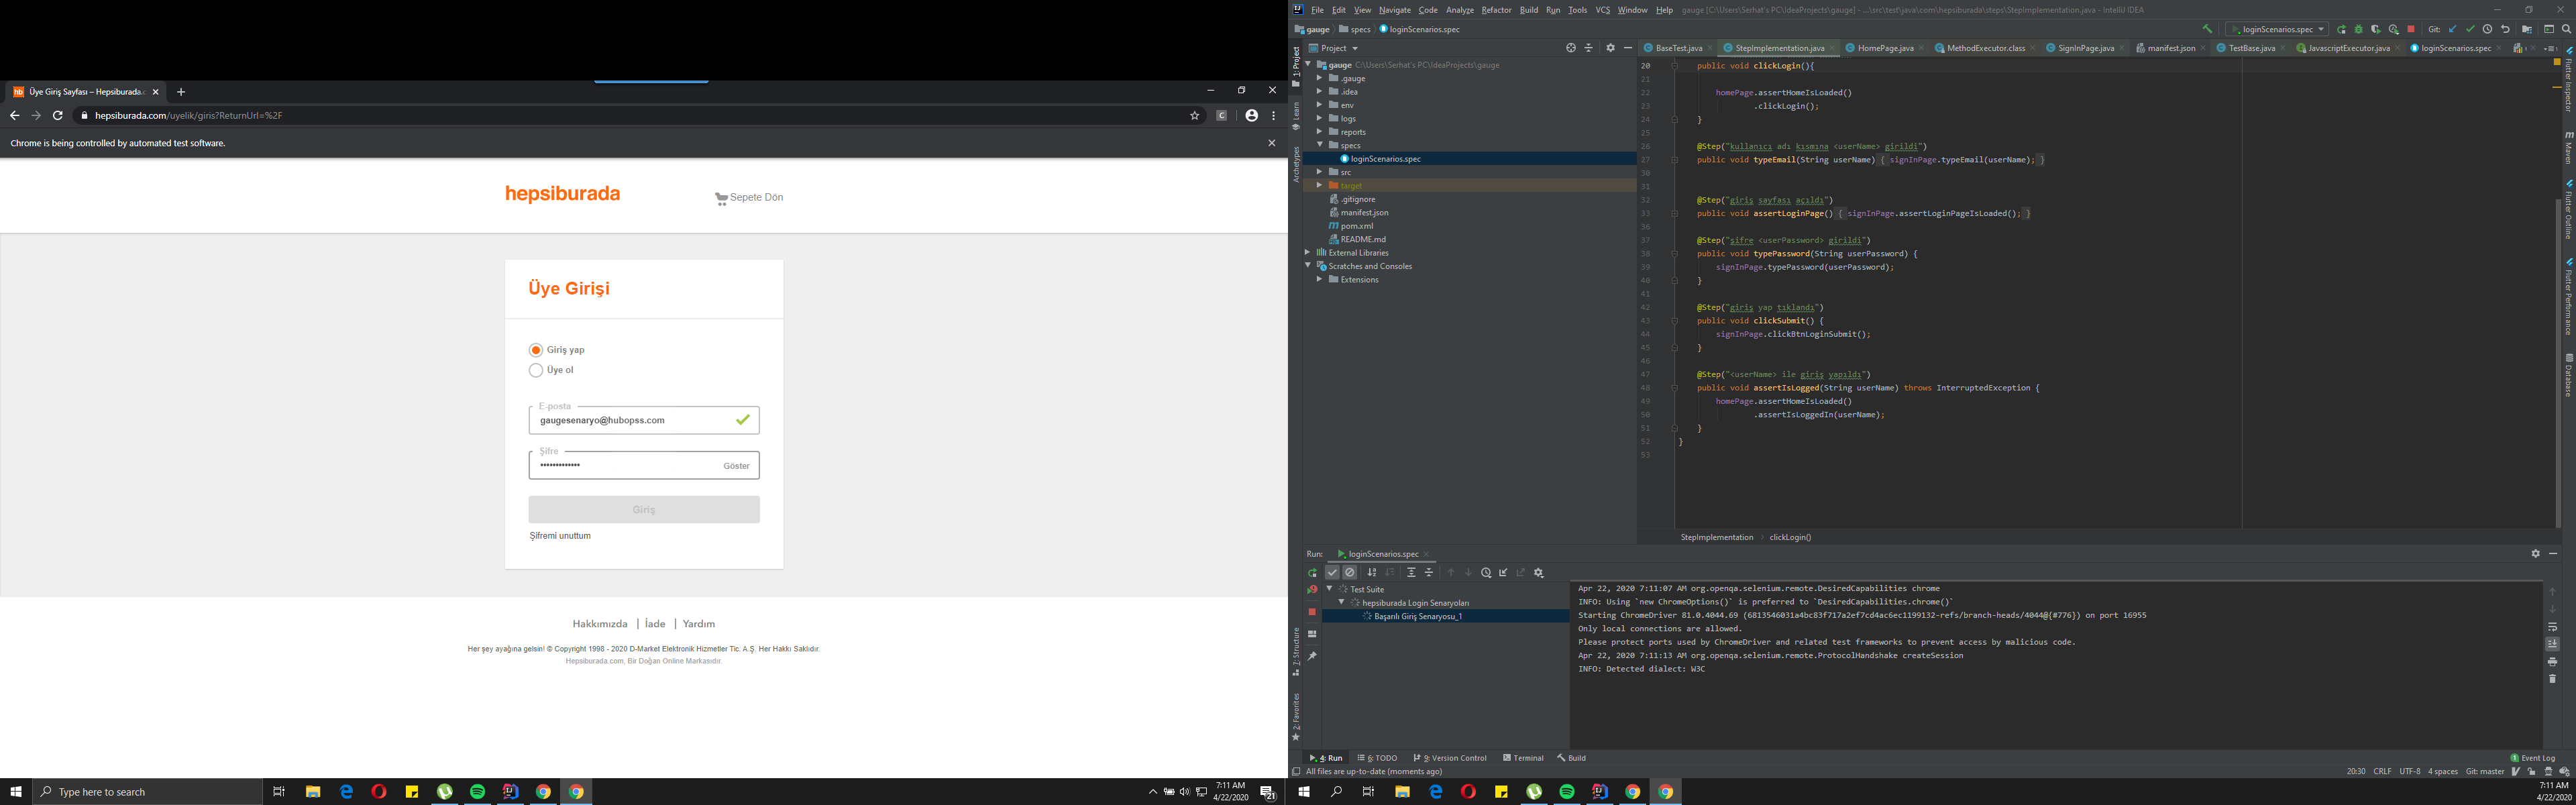 Üye Giriş Sayfası – Hepsiburada.c
hepsiburada.com/uyelik/giris?ReturnUrl=%2F
Chrome is being controlled by automated test software.
hepsiburada
Sepete Dön
Üye Girişi
Giriş yap
Üye ol
E-posta
gaugesenaryo@hubopss.com
Şifre
Göster
Giriş
Şifremi unuttum
Hakkımızda | İade | Yardım
Her şey ayağına gelsin! © Copyright 1998 - 2020 D-Market Elektronik Hizmetler Tic. A.Ş. Her Hakkı Saklıdır.
Hepsiburada.com, Bir Doğan Online Markasıdır.
Type here to search
7:11 AM
4/22/2020
21
File Edit View Navigate Code Analyze Refactor Build Run Tools VCS Window Help gauge [C:\Users\Serhat's PC\IdeaProjects\gauge] - ...\src\test\java\com\hepsiburada\steps\StepImplementation.java - IntelliJ IDEA
gauge specs loginScenarios.spec
loginScenarios.spec
Git:
1: Project
Learn
Archetypes
7: Structure
2: Favorites
Project
gauge C:\Users\Serhat's PC\IdeaProjects\gauge
.gauge
.idea
env
logs
reports
specs
loginScenarios.spec
src
target
.gitignore
manifest.json
pom.xml
README.md
External Libraries
Scratches and Consoles
Extensions
BaseTest.java StepImplementation.java HomePage.java MethodExecutor.class SignInPage.java manifest.json TestBase.java JavascriptExecutor.java loginScenarios.spec
20 public void clickLogin(){
21
22 homePage.assertHomeIsLoaded()
23 .clickLogin();
24 }
25
26 @Step("kullanıcı adı kısmına <userName> girildi")
27 public void typeEmail(String userName) { signInPage.typeEmail(userName); }
30
31
32 @Step("giriş sayfası açıldı")
33 public void assertLoginPage() { signInPage.assertLoginPageIsLoaded(); }
36
37 @Step("şifre <userPassword> girildi")
38 public void typePassword(String userPassword) {
39 signInPage.typePassword(userPassword);
40 }
41
42 @Step("giriş yap tıklandı")
43 public void clickSubmit() {
44 signInPage.clickBtnLoginSubmit();
45 }
46
47 @Step("<userName> ile giriş yapıldı")
48 public void assertIsLogged(String userName) throws InterruptedException {
49 homePage.assertHomeIsLoaded()
50 .assertIsLoggedIn(userName);
51 }
52 }
53
StepImplementation › clickLogin()
Flutter Inspector
Maven
Flutter Outline
Flutter Performance
Database
Run: loginScenarios.spec
Test Suite
hepsiburada Login Senaryoları
Başarılı Giriş Senaryosu_1
Apr 22, 2020 7:11:07 AM org.openqa.selenium.remote.DesiredCapabilities chrome
INFO: Using `new ChromeOptions()` is preferred to `DesiredCapabilities.chrome()`
Starting ChromeDriver 81.0.4044.69 (6813546031a4bc83f717a2ef7cd4ac6ec1199132-refs/branch-heads/4044@{#776}) on port 16955
Only local connections are allowed.
Please protect ports used by ChromeDriver and related test frameworks to prevent access by malicious code.
Apr 22, 2020 7:11:13 AM org.openqa.selenium.remote.ProtocolHandshake createSession
INFO: Detected dialect: W3C
4: Run 6: TODO 9: Version Control Terminal Build
1 Event Log
All files are up-to-date (moments ago)
20:30 CRLF UTF-8 4 spaces Git: master
7:11 AM
4/22/2020